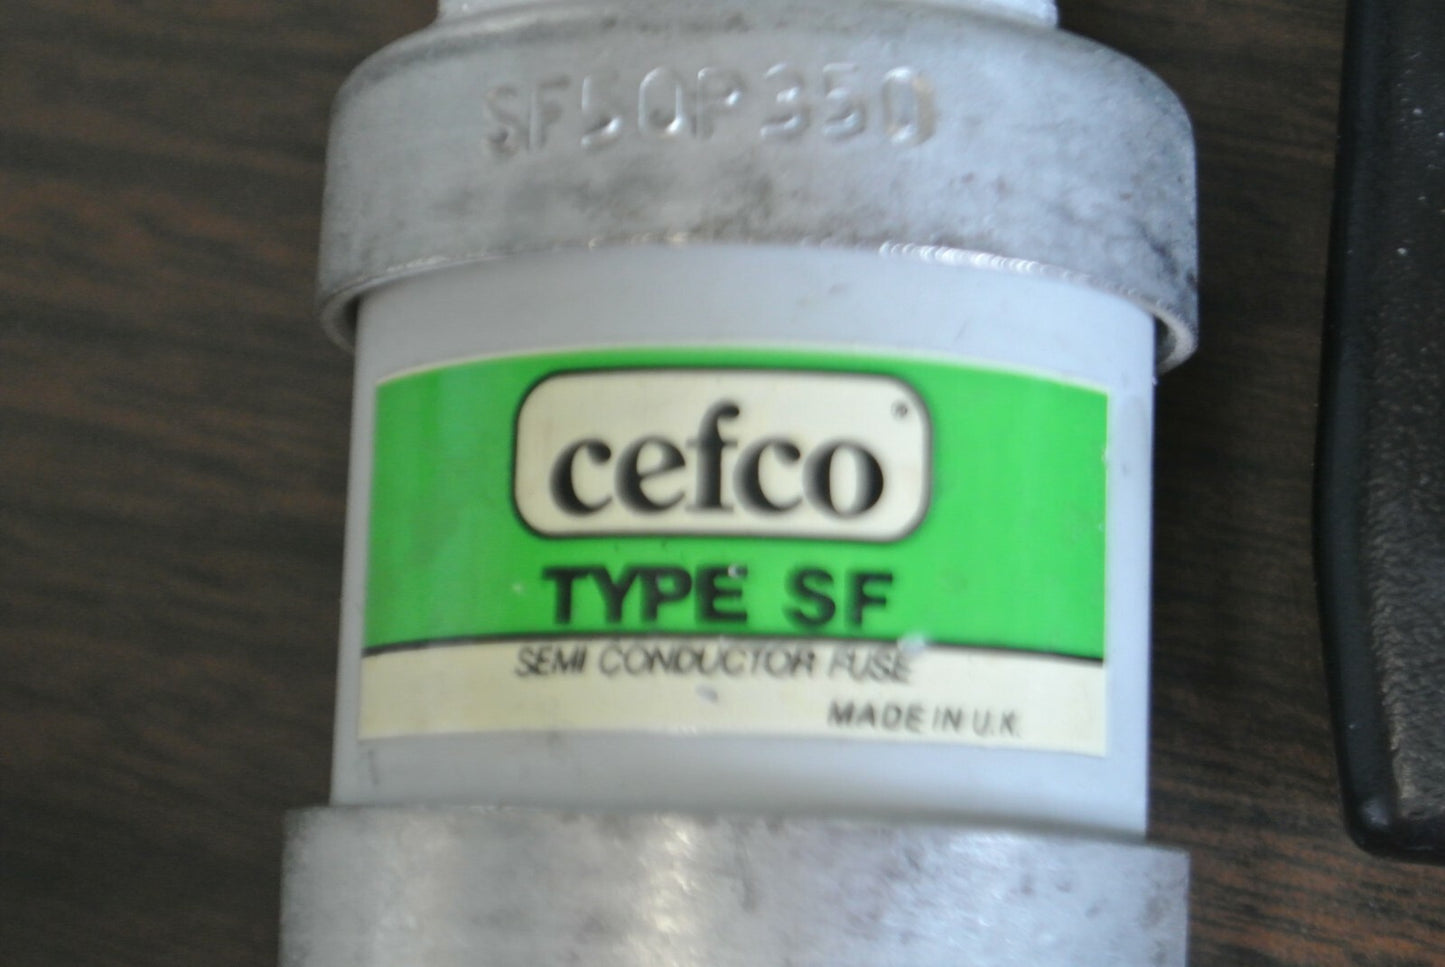 SF50P350
cefco®
TYPE SF
SEMI CONDUCTOR FUSE
MADE IN U.K.